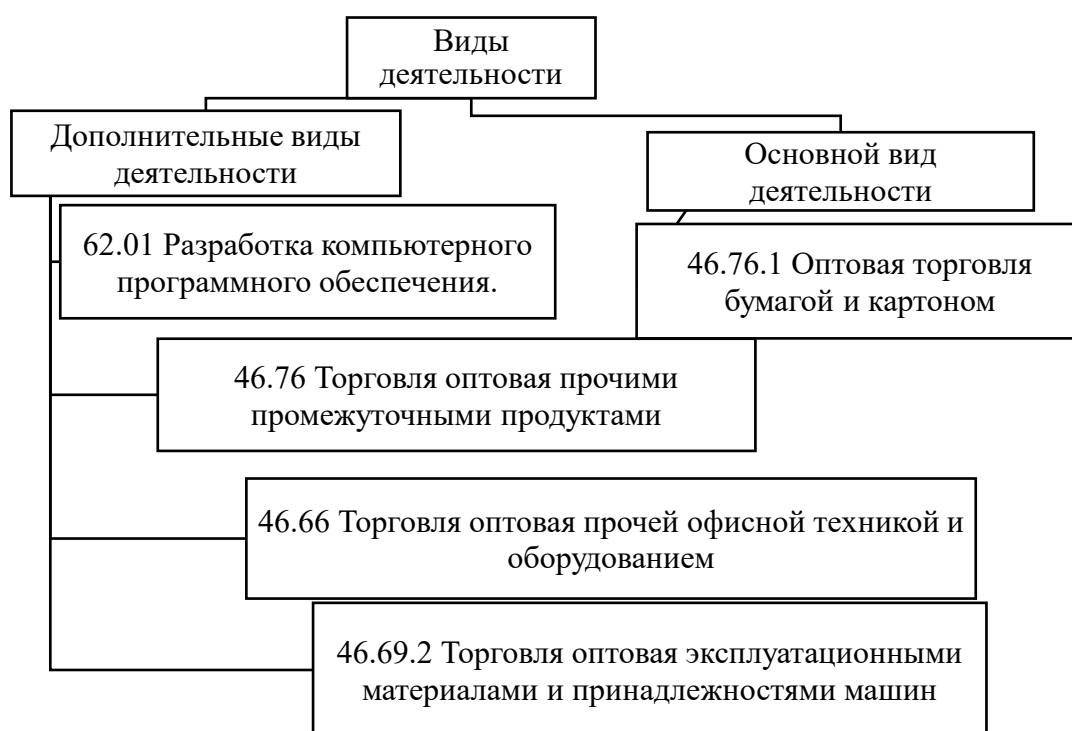 Виды
деятельности
Дополнительные виды
деятельности
Основной вид
деятельности
62.01 Разработка компьютерного
программного обеспечения.
46.76.1 Оптовая торговля
бумагой и картоном
46.76 Торговля оптовая прочими
промежуточными продуктами
46.66 Торговля оптовая прочей офисной техникой и
оборудованием
46.69.2 Торговля оптовая эксплуатационными
материалами и принадлежностями машин